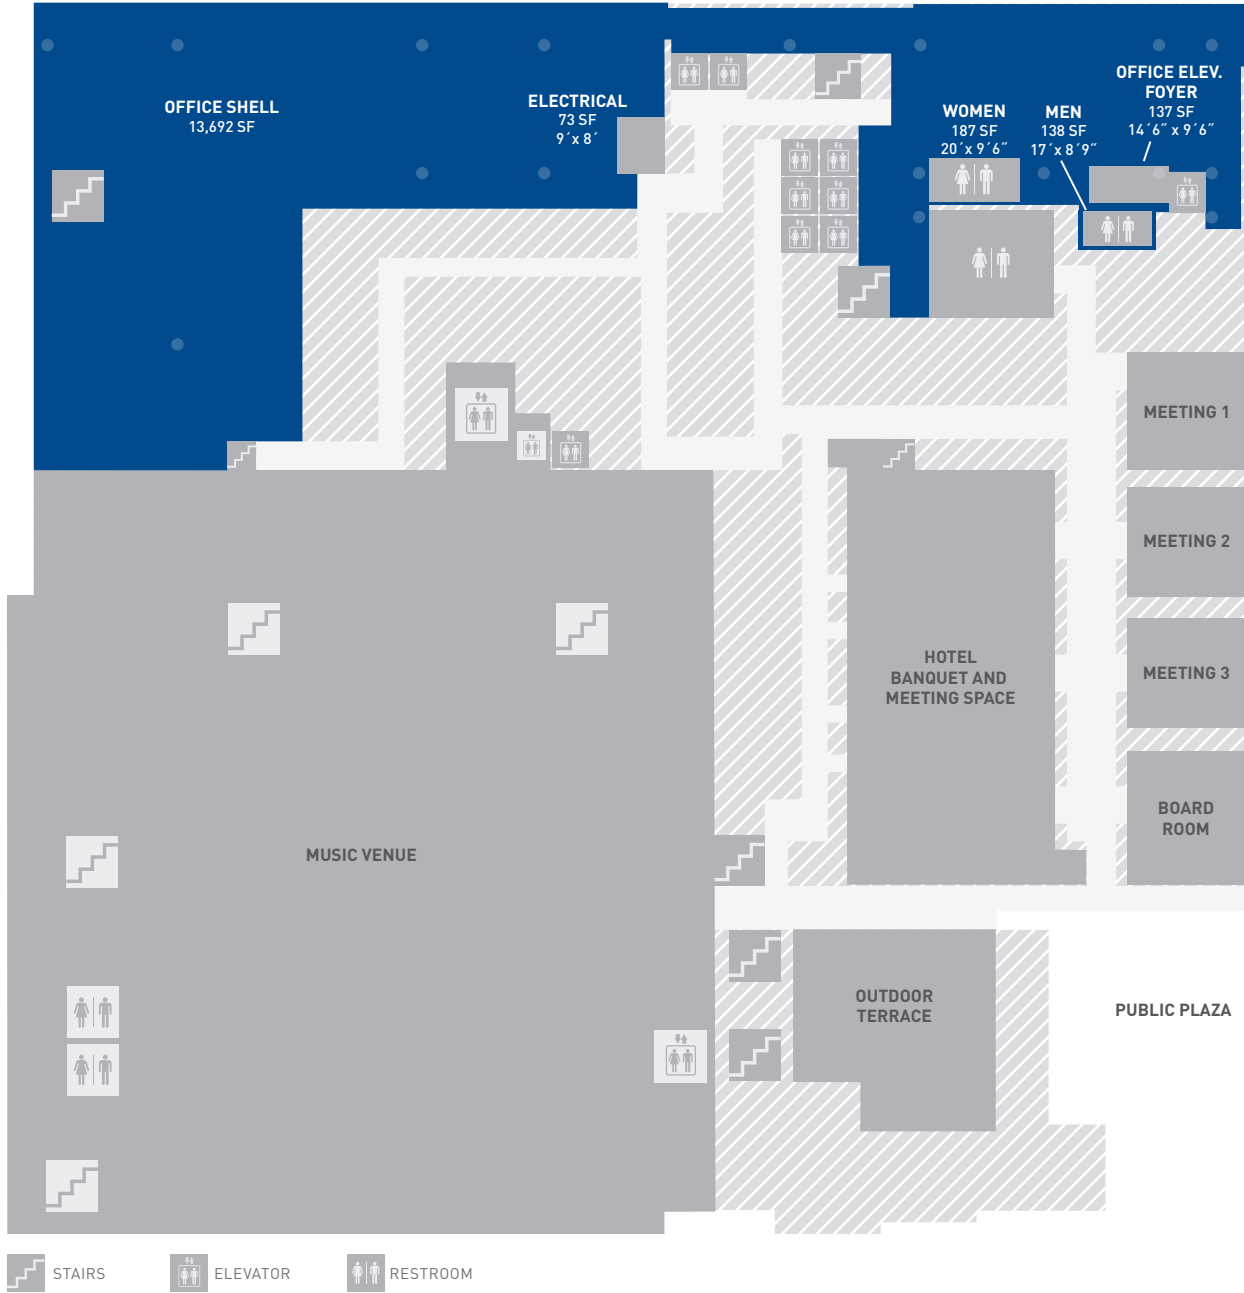 OFFICE SHELL
13,692 SF
ELECTRICAL
73 SF
9´x 8´
WOMEN
187 SF
20´x 9´6˝
MEN
138 SF
17´x 8´9˝
OFFICE ELEV.
FOYER
137 SF
14´6˝ x 9´6˝
MEETING 1
MEETING 2
MEETING 3
BOARD
ROOM
HOTEL
BANQUET AND
MEETING SPACE
MUSIC VENUE
OUTDOOR
TERRACE
PUBLIC PLAZA
STAIRS
ELEVATOR
RESTROOM